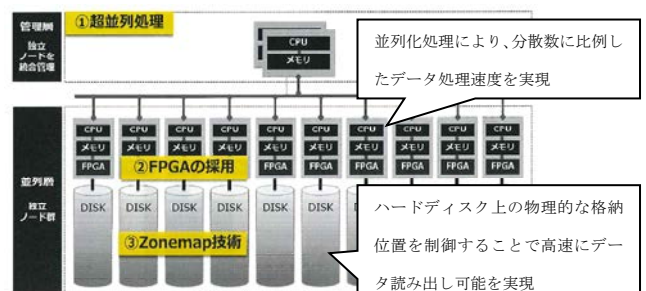 管理層
独立
ノードを
統合管理
①超並列処理
CPU
メモリ
並列化処理により、分散数に比例し
たデータ処理速度を実現
並列層
独立
ノード群
CPU CPU CPU CPU CPU CPU CPU CPU CPU CPU
メモリ メモリ メモリ メモリ メモリ メモリ メモリ メモリ メモリ メモリ
FPGA FPGA FPGA FPGA FPGA FPGA FPGA FPGA
②FPGAの採用
DISK DISK DISK DISK DISK DISK
③Zonemap技術
ハードディスク上の物理的な格納
位置を制御することで高速にデー
タ読み出し可能を実現